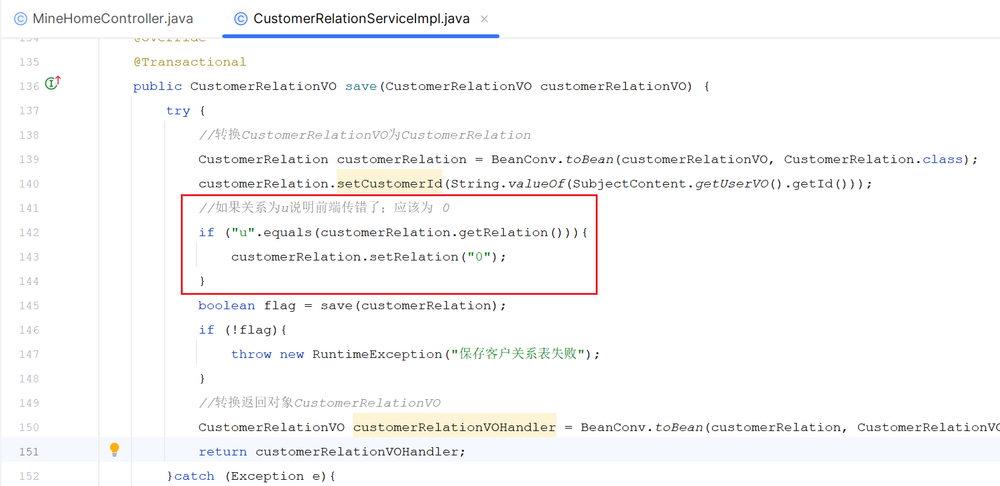 MineHomeController.java
CustomerRelationServiceImpl.java
134 @Override
135 @Transactional
136 public CustomerRelationVO save(CustomerRelationVO customerRelationVO) {
137 try {
138 //转换CustomerRelationVO为CustomerRelation
139 CustomerRelation customerRelation = BeanConv.toBean(customerRelationVO, CustomerRelation.class);
140 customerRelation.setCustomerId(String.valueOf(SubjectContent.getUserVO().getId()));
141 //如果关系为u说明前端传错了；应该为 0
142 if ("u".equals(customerRelation.getRelation())){
143 customerRelation.setRelation("0");
144 }
145 boolean flag = save(customerRelation);
146 if (!flag){
147 throw new RuntimeException("保存客户关系表失败");
148 }
149 //转换返回对象CustomerRelationVO
150 CustomerRelationVO customerRelationVOHandler = BeanConv.toBean(customerRelation, CustomerRelationVO
151 return customerRelationVOHandler;
152 }catch (Exception e){